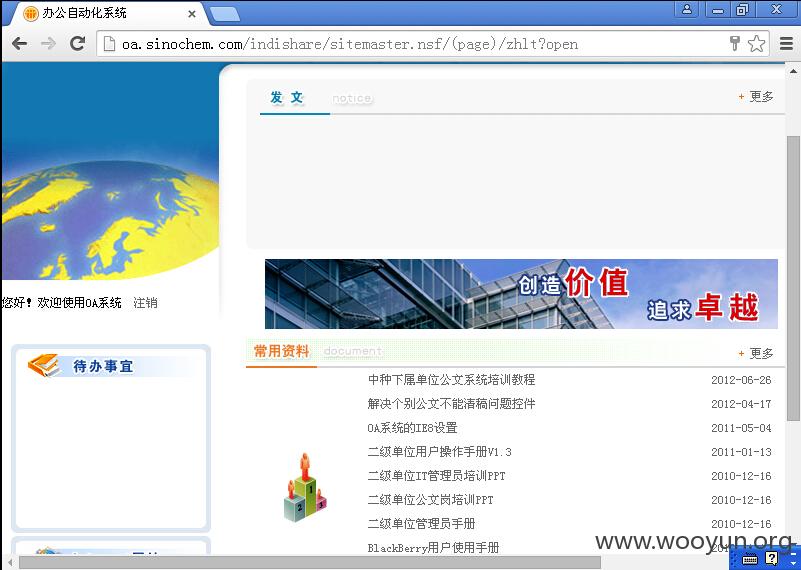 办公自动化系统
oa.sinochem.com/indishare/sitemaster.nsf/(page)/zhlt?open
发 文 notice + 更多
创造价值
追求卓越
您好! 欢迎使用OA系统 注销
常用资料 document + 更多
待办事宜
中种下属单位公文系统培训教程 2012-06-26
解决个别公文不能清稿问题控件 2012-04-17
OA系统的IE8设置 2011-05-04
二级单位用户操作手册V1.3 2011-01-13
二级单位IT管理员培训PPT 2010-12-16
二级单位公文岗培训PPT 2010-12-16
二级单位管理员手册 2010-12-16
BlackBerry用户使用手册
1
2
3
www.wooyun.org